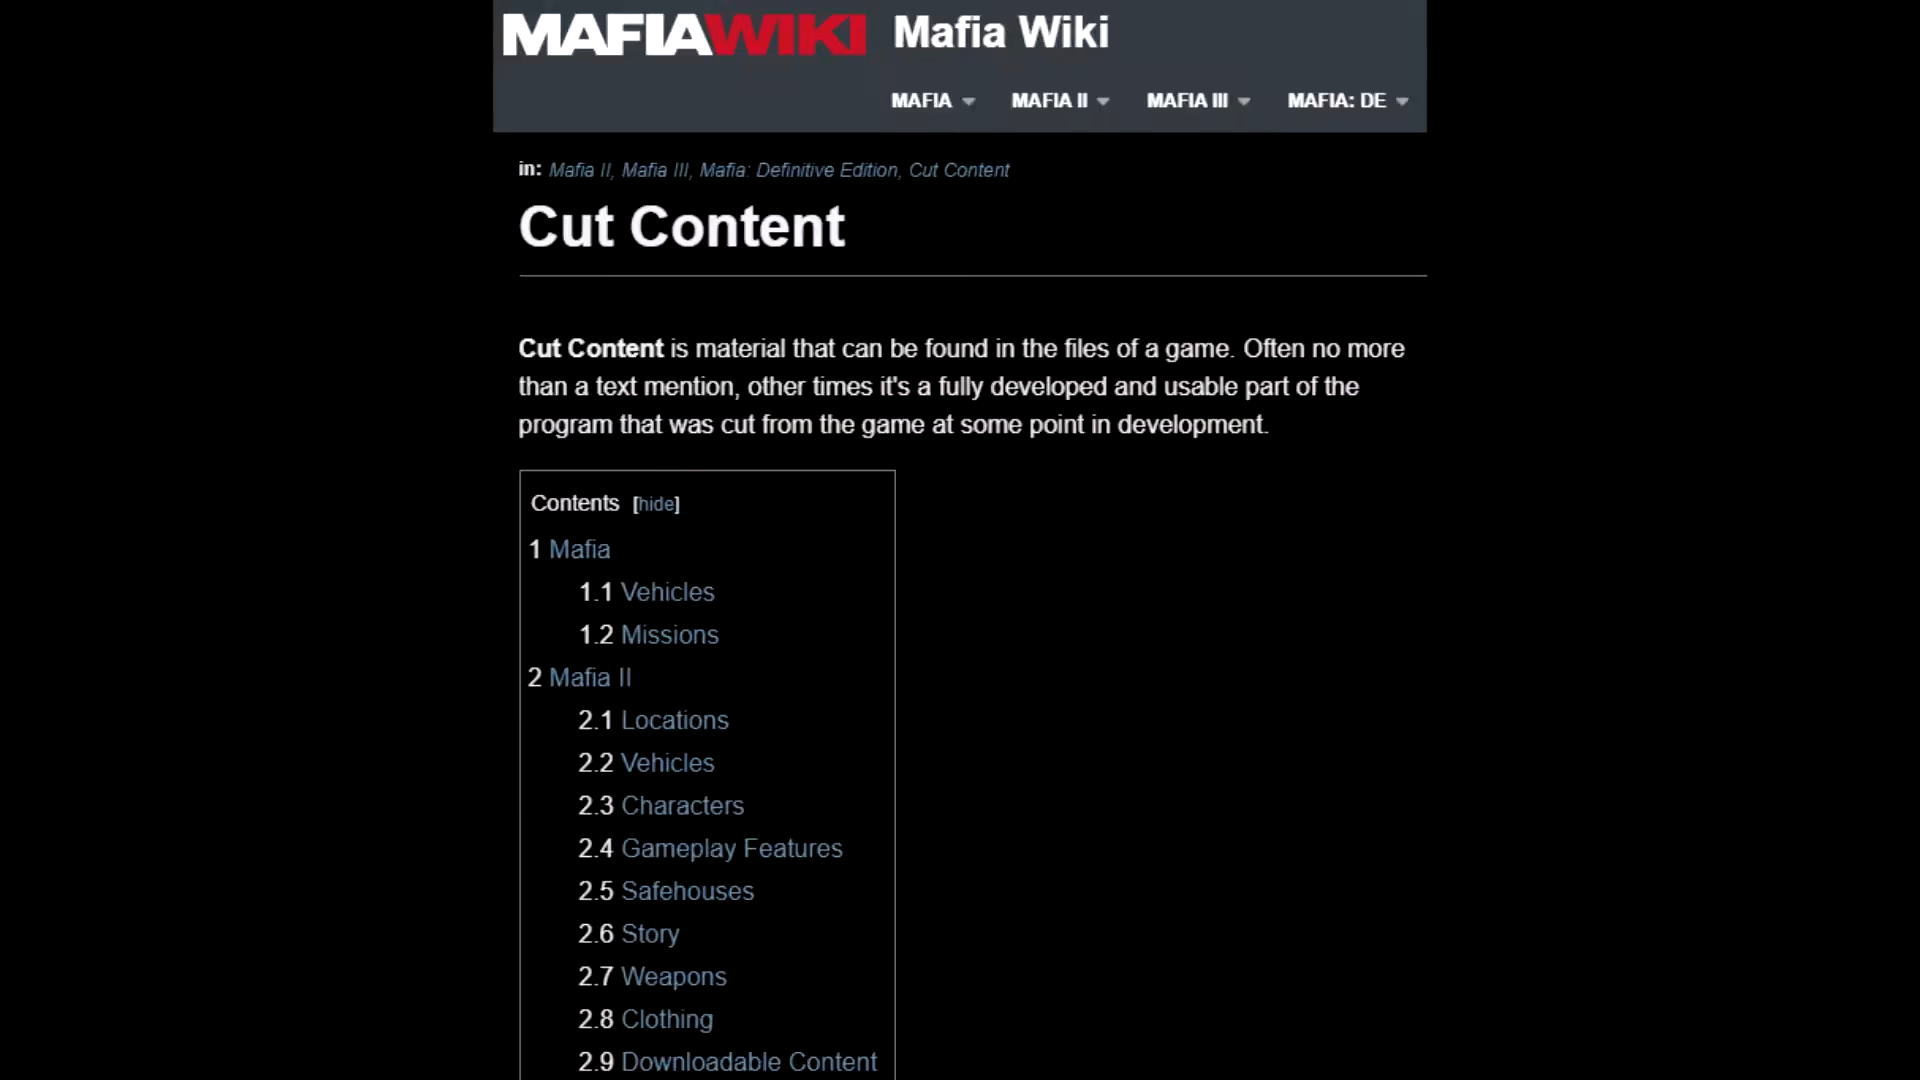 MAFIAWIKI Mafia Wiki
MAFIA MAFIA II MAFIA III MAFIA: DE
in: Mafia II, Mafia III, Mafia: Definitive Edition, Cut Content
Cut Content
Cut Content is material that can be found in the files of a game. Often no more
than a text mention, other times it's a fully developed and usable part of the
program that was cut from the game at some point in development.
Contents [hide]
1 Mafia
1.1 Vehicles
1.2 Missions
2 Mafia II
2.1 Locations
2.2 Vehicles
2.3 Characters
2.4 Gameplay Features
2.5 Safehouses
2.6 Story
2.7 Weapons
2.8 Clothing
2.9 Downloadable Content